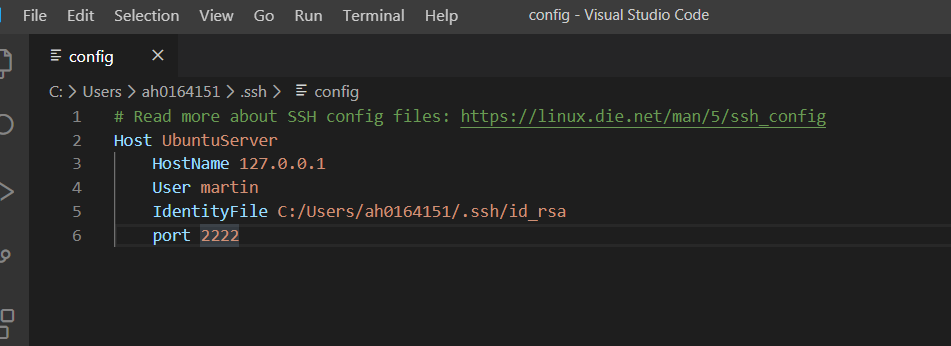 File Edit Selection View Go Run Terminal Help config - Visual Studio Code
config
C: > Users > ah0164151 > .ssh > config
1 # Read more about SSH config files: https://linux.die.net/man/5/ssh_config
2 Host UbuntuServer
3 HostName 127.0.0.1
4 User martin
5 IdentityFile C:/Users/ah0164151/.ssh/id_rsa
6 port 2222